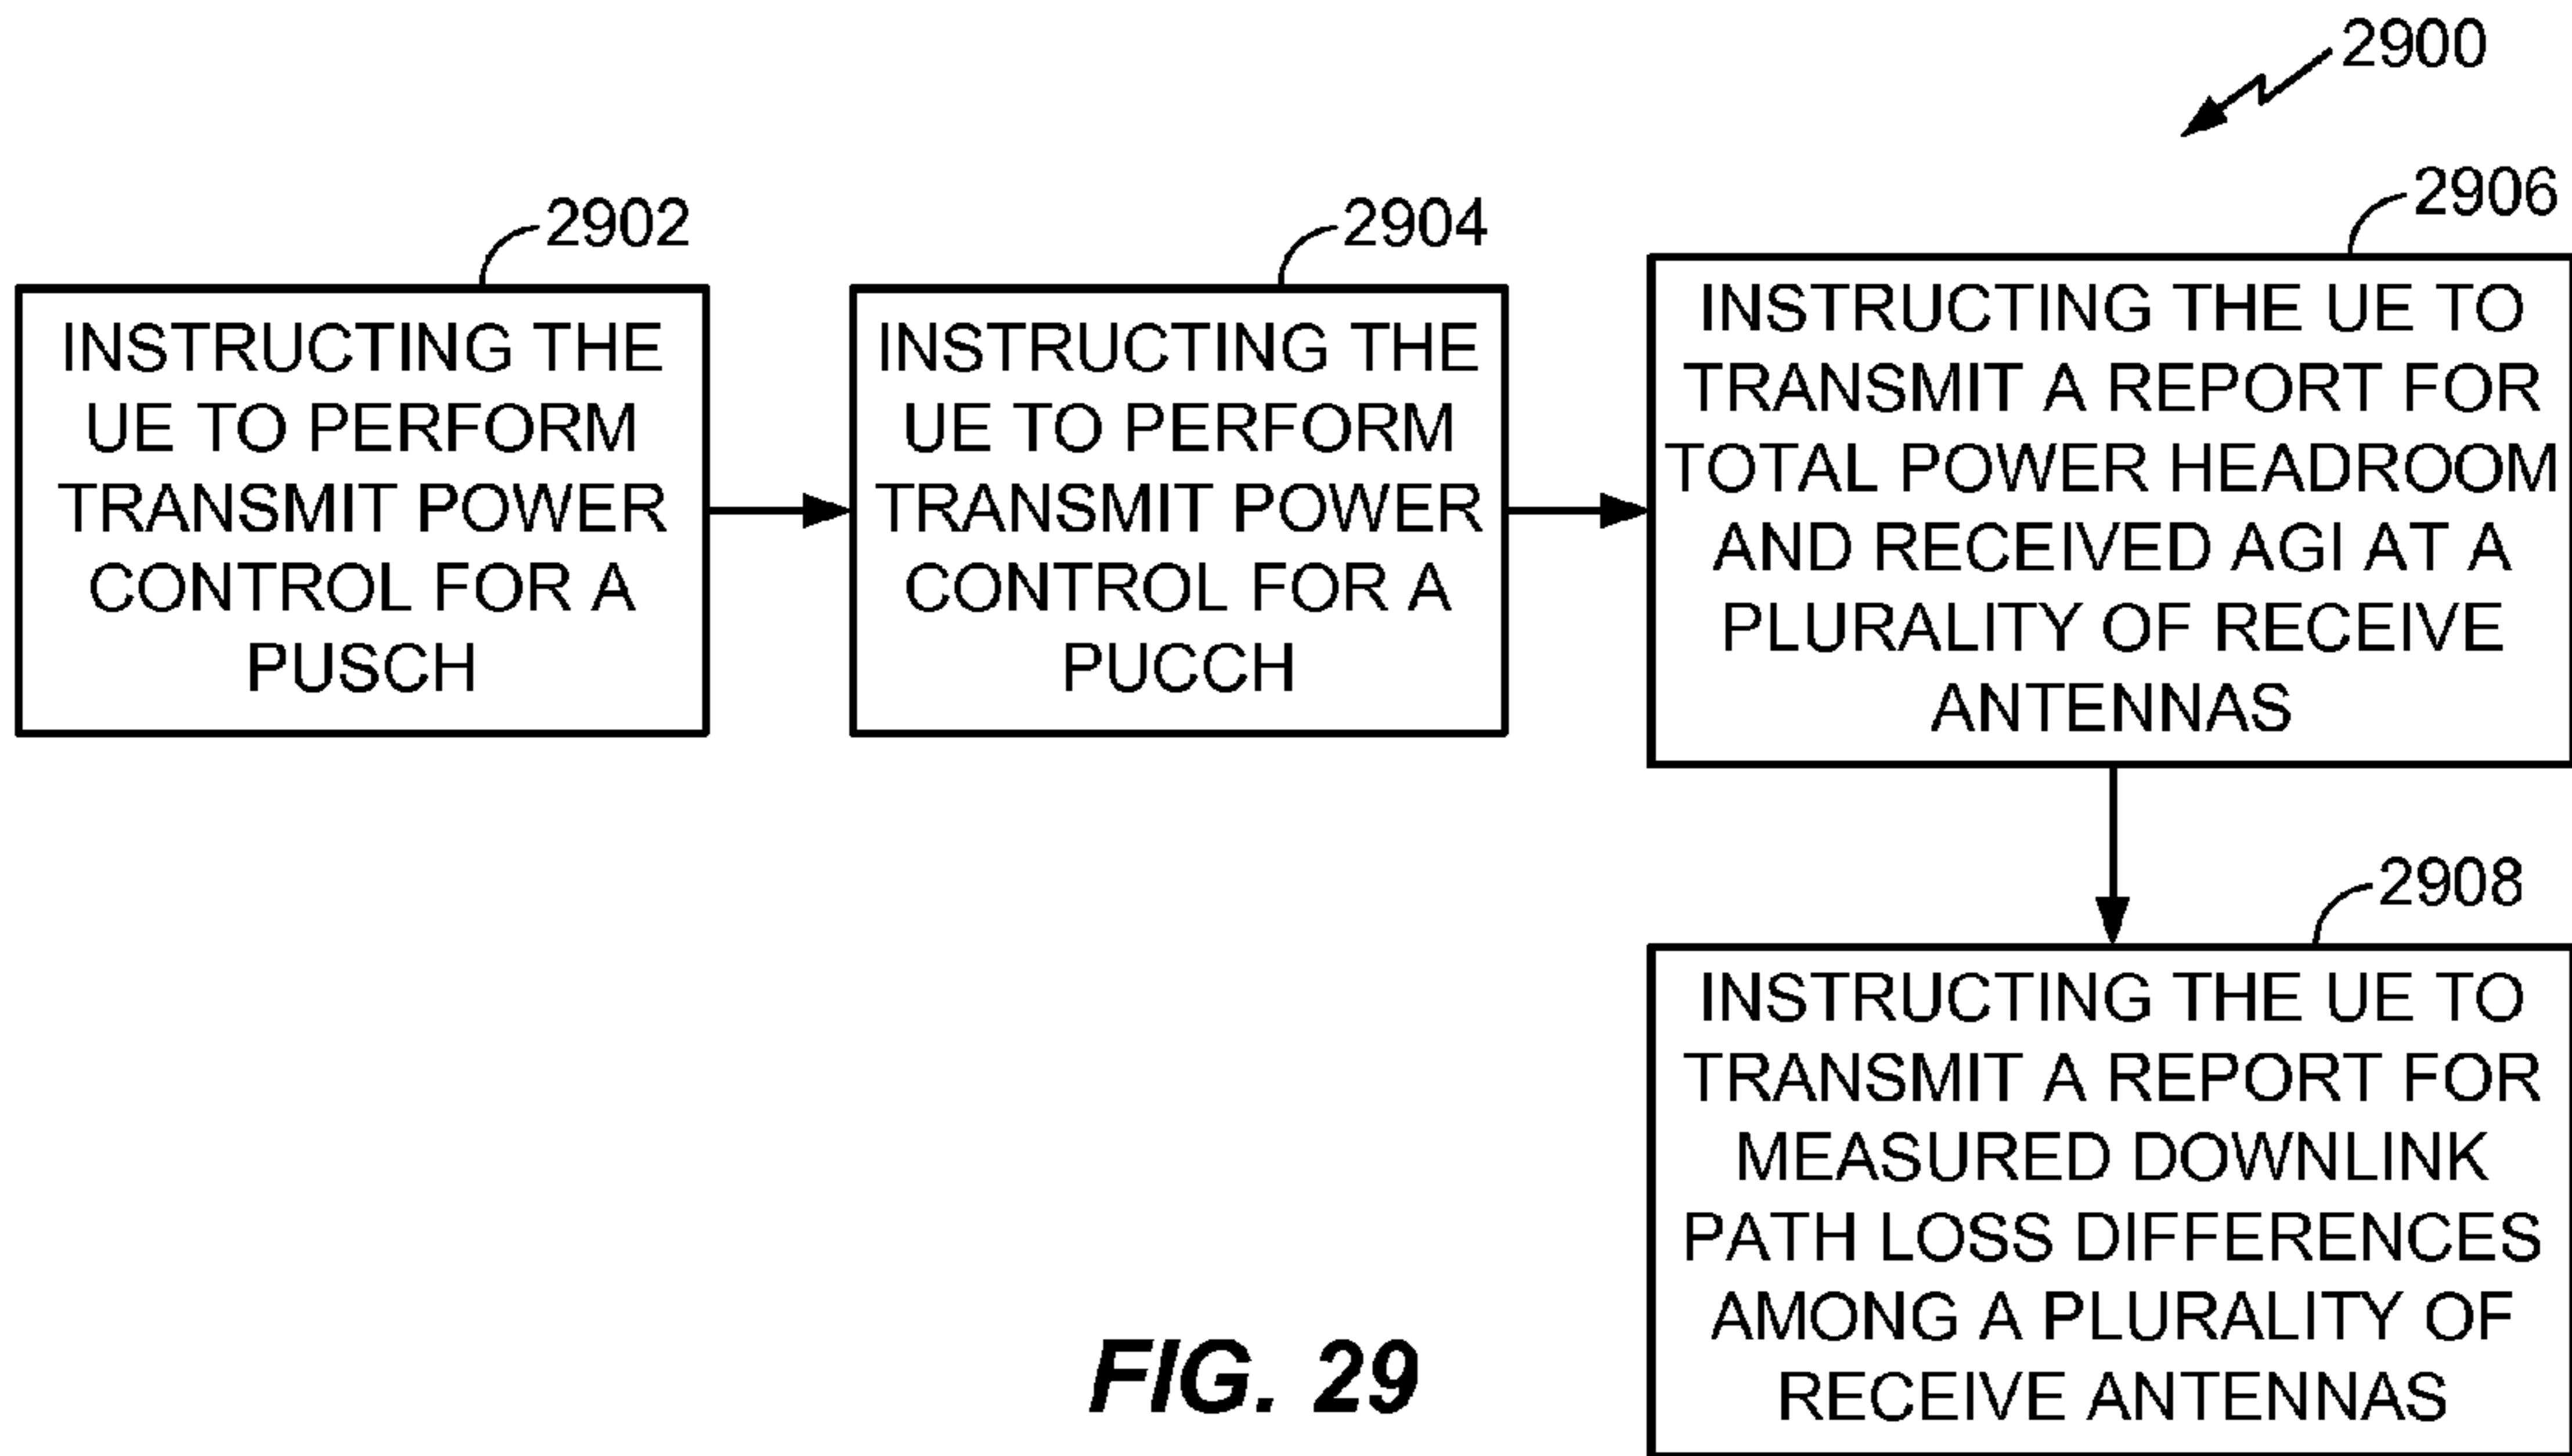 2900
2902
INSTRUCTING THE
UE TO PERFORM
TRANSMIT POWER
CONTROL FOR A
PUSCH
2904
INSTRUCTING THE
UE TO PERFORM
TRANSMIT POWER
CONTROL FOR A
PUCCH
2906
INSTRUCTING THE UE TO
TRANSMIT A REPORT FOR
TOTAL POWER HEADROOM
AND RECEIVED AGI AT A
PLURALITY OF RECEIVE
ANTENNAS
2908
INSTRUCTING THE UE TO
TRANSMIT A REPORT FOR
MEASURED DOWNLINK
PATH LOSS DIFFERENCES
AMONG A PLURALITY OF
RECEIVE ANTENNAS
FIG. 29